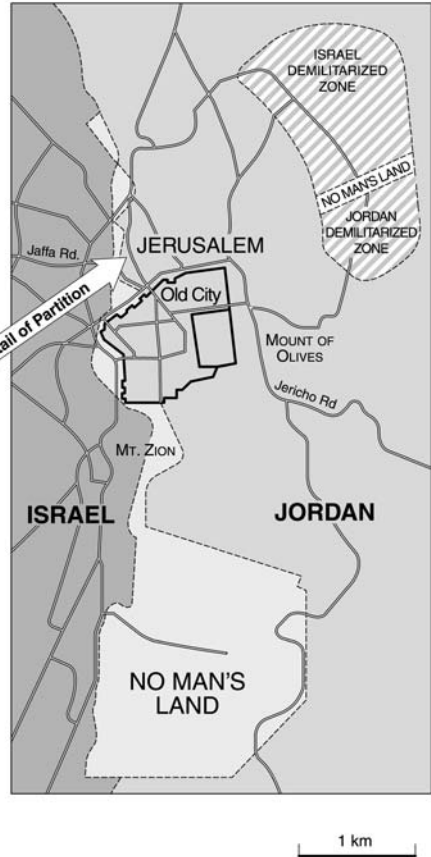 ISRAEL
DEMILITARIZED
ZONE
NO MAN'S LAND
JORDAN
DEMILITARIZED
ZONE
JERUSALEM
Jaffa Rd.
Old City
of Partition
MOUNT OF
OLIVES
Jericho Rd
MT. ZION
ISRAEL
JORDAN
NO MAN'S
LAND
1 km